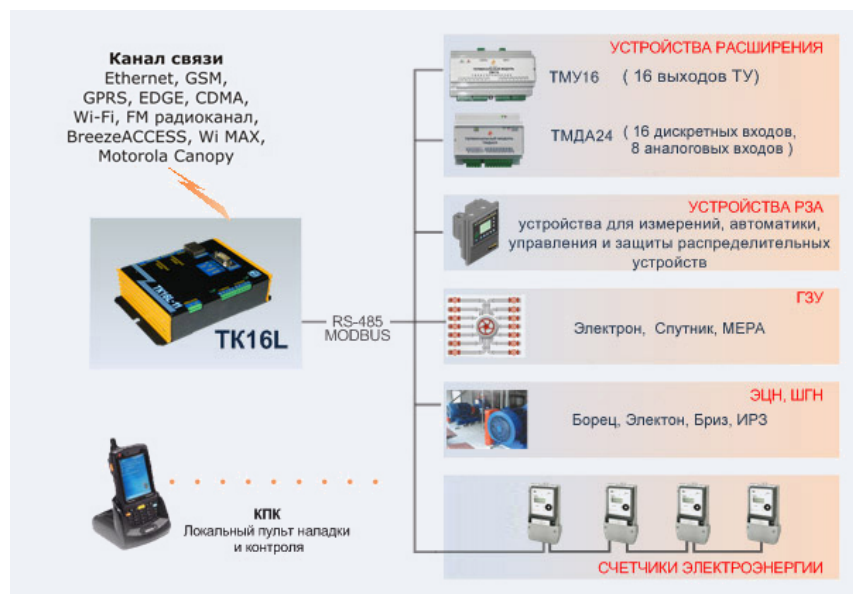 Канал связи
Ethernet, GSM,
GPRS, EDGE, CDMA,
Wi-Fi, FM радиоканал,
BreezeACCESS, Wi MAX,
Motorola Canopy
TK16L-11
TK16L
RS-485
MODBUS
КПК
Локальный пульт наладки
и контроля
УСТРОЙСТВА РАСШИРЕНИЯ
ТМУ16 ( 16 выходов ТУ)
ТМДА24 ( 16 дискретных входов,
8 аналоговых входов )
УСТРОЙСТВА РЗА
устройства для измерений, автоматики,
управления и защиты распределительных
устройств
ГЗУ
Электрон, Спутник, МЕРА
ЭЦН, ШГН
Борец, Электон, Бриз, ИРЗ
СЧЕТЧИКИ ЭЛЕКТРОЭНЕРГИИ